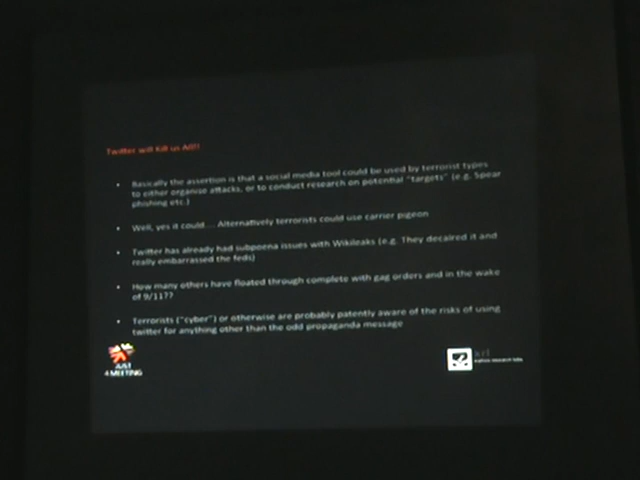 Twitter will kill us All!!
• Basically the assertion is that a social media tool could be used by terrorist types
to either organise attacks, or to conduct research on potential "targets" (e.g. Spear
phishing etc.)
• Well, yes it could.... Alternatively terrorists could use carrier pigeon
• Twitter has already had subpoena issues with Wikileaks (e.g. They decalred it and
really embarrassed the feds)
• How many others have floated through complete with gag orders and in the wake
of 9/11??
• Terrorists ("cyber") or otherwise are probably patently aware of the risks of using
twitter for anything other than the odd propaganda message
JUST
4 MEETING
research labs